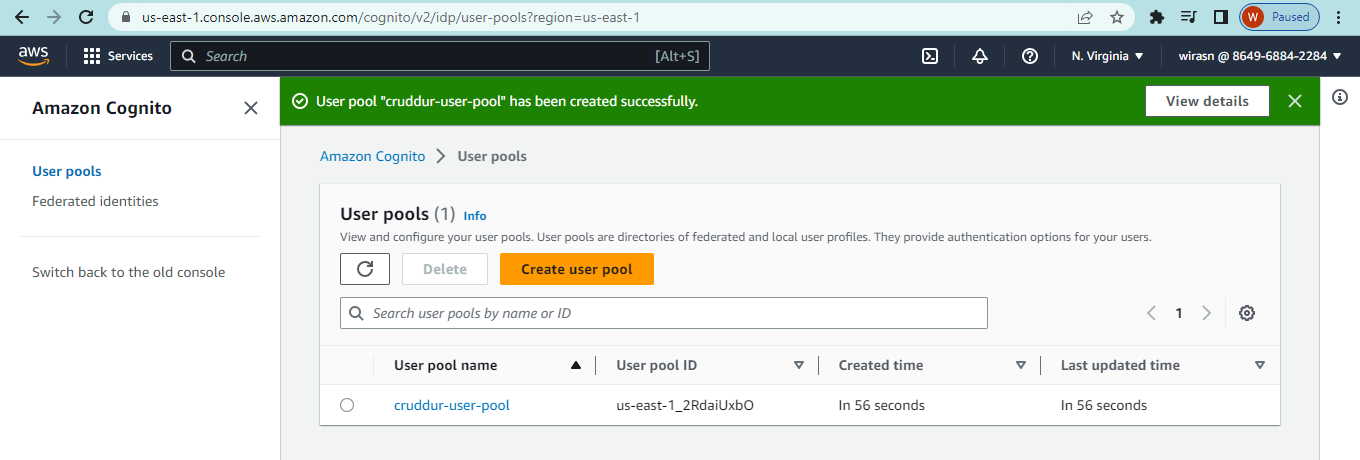 us-east-1.console.aws.amazon.com/cognito/v2/idp/user-pools?region=us-east-1
W Paused
aws Services Search [Alt+S] N. Virginia wirasn @ 8649-6884-2284
Amazon Cognito
User pools
Federated identities
Switch back to the old console
User pool "cruddur-user-pool" has been created successfully. View details
Amazon Cognito > User pools
User pools (1) Info
View and configure your user pools. User pools are directories of federated and local user profiles. They provide authentication options for your users.
Delete Create user pool
Search user pools by name or ID 1
User pool name User pool ID Created time Last updated time
cruddur-user-pool us-east-1_2RdaiUxbO In 56 seconds In 56 seconds